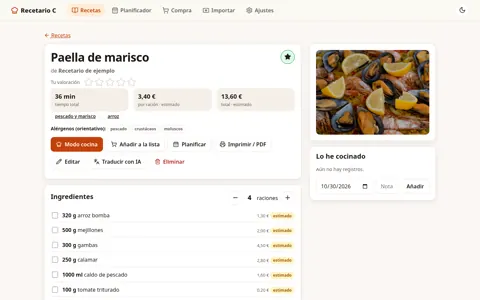 Recetario C
Recetas
Planificador
Compra
Importar
Ajustes
← Recetas
Paella de marisco
de Recetario de ejemplo
Tu valoración
36 min
tiempo total
3,40 €
por ración · estimado
13,60 €
total · estimado
pescado y marisco
arroz
Alérgenos (orientativo):
pescado
crustáceos
moluscos
Modo cocina
Añadir a la lista
Planificar
Imprimir / PDF
Editar
Traducir con IA
Eliminar
Ingredientes
− 4 raciones +
320 g arroz bomba
1,30 € estimado
500 g mejillones
2,90 € estimado
300 g gambas
4,50 € estimado
250 g calamar
2,80 € estimado
1000 ml caldo de pescado
1,60 € estimado
100 g tomate triturado
0,20 € estimado
Lo he cocinado
Aún no hay registros.
10/30/2026
Nota
Añadir